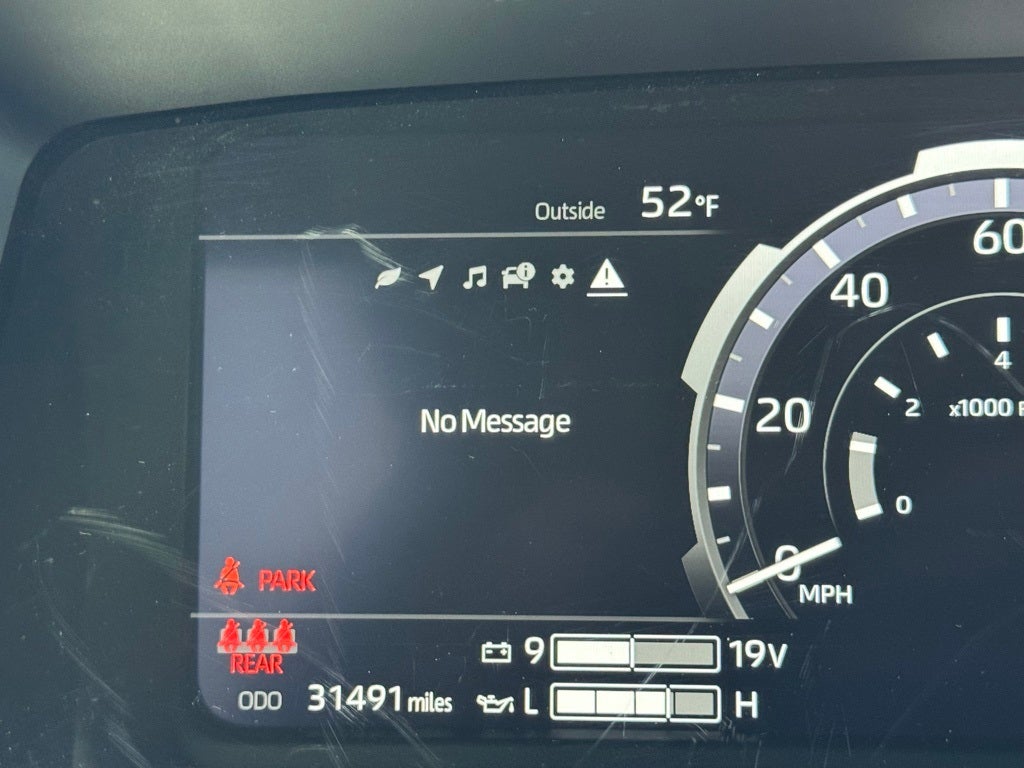 Outside 52°F
60
40
4
20
2 x1000
No Message
0
0
MPH
PARK
REAR
9 19V
ODO 31491 miles L H